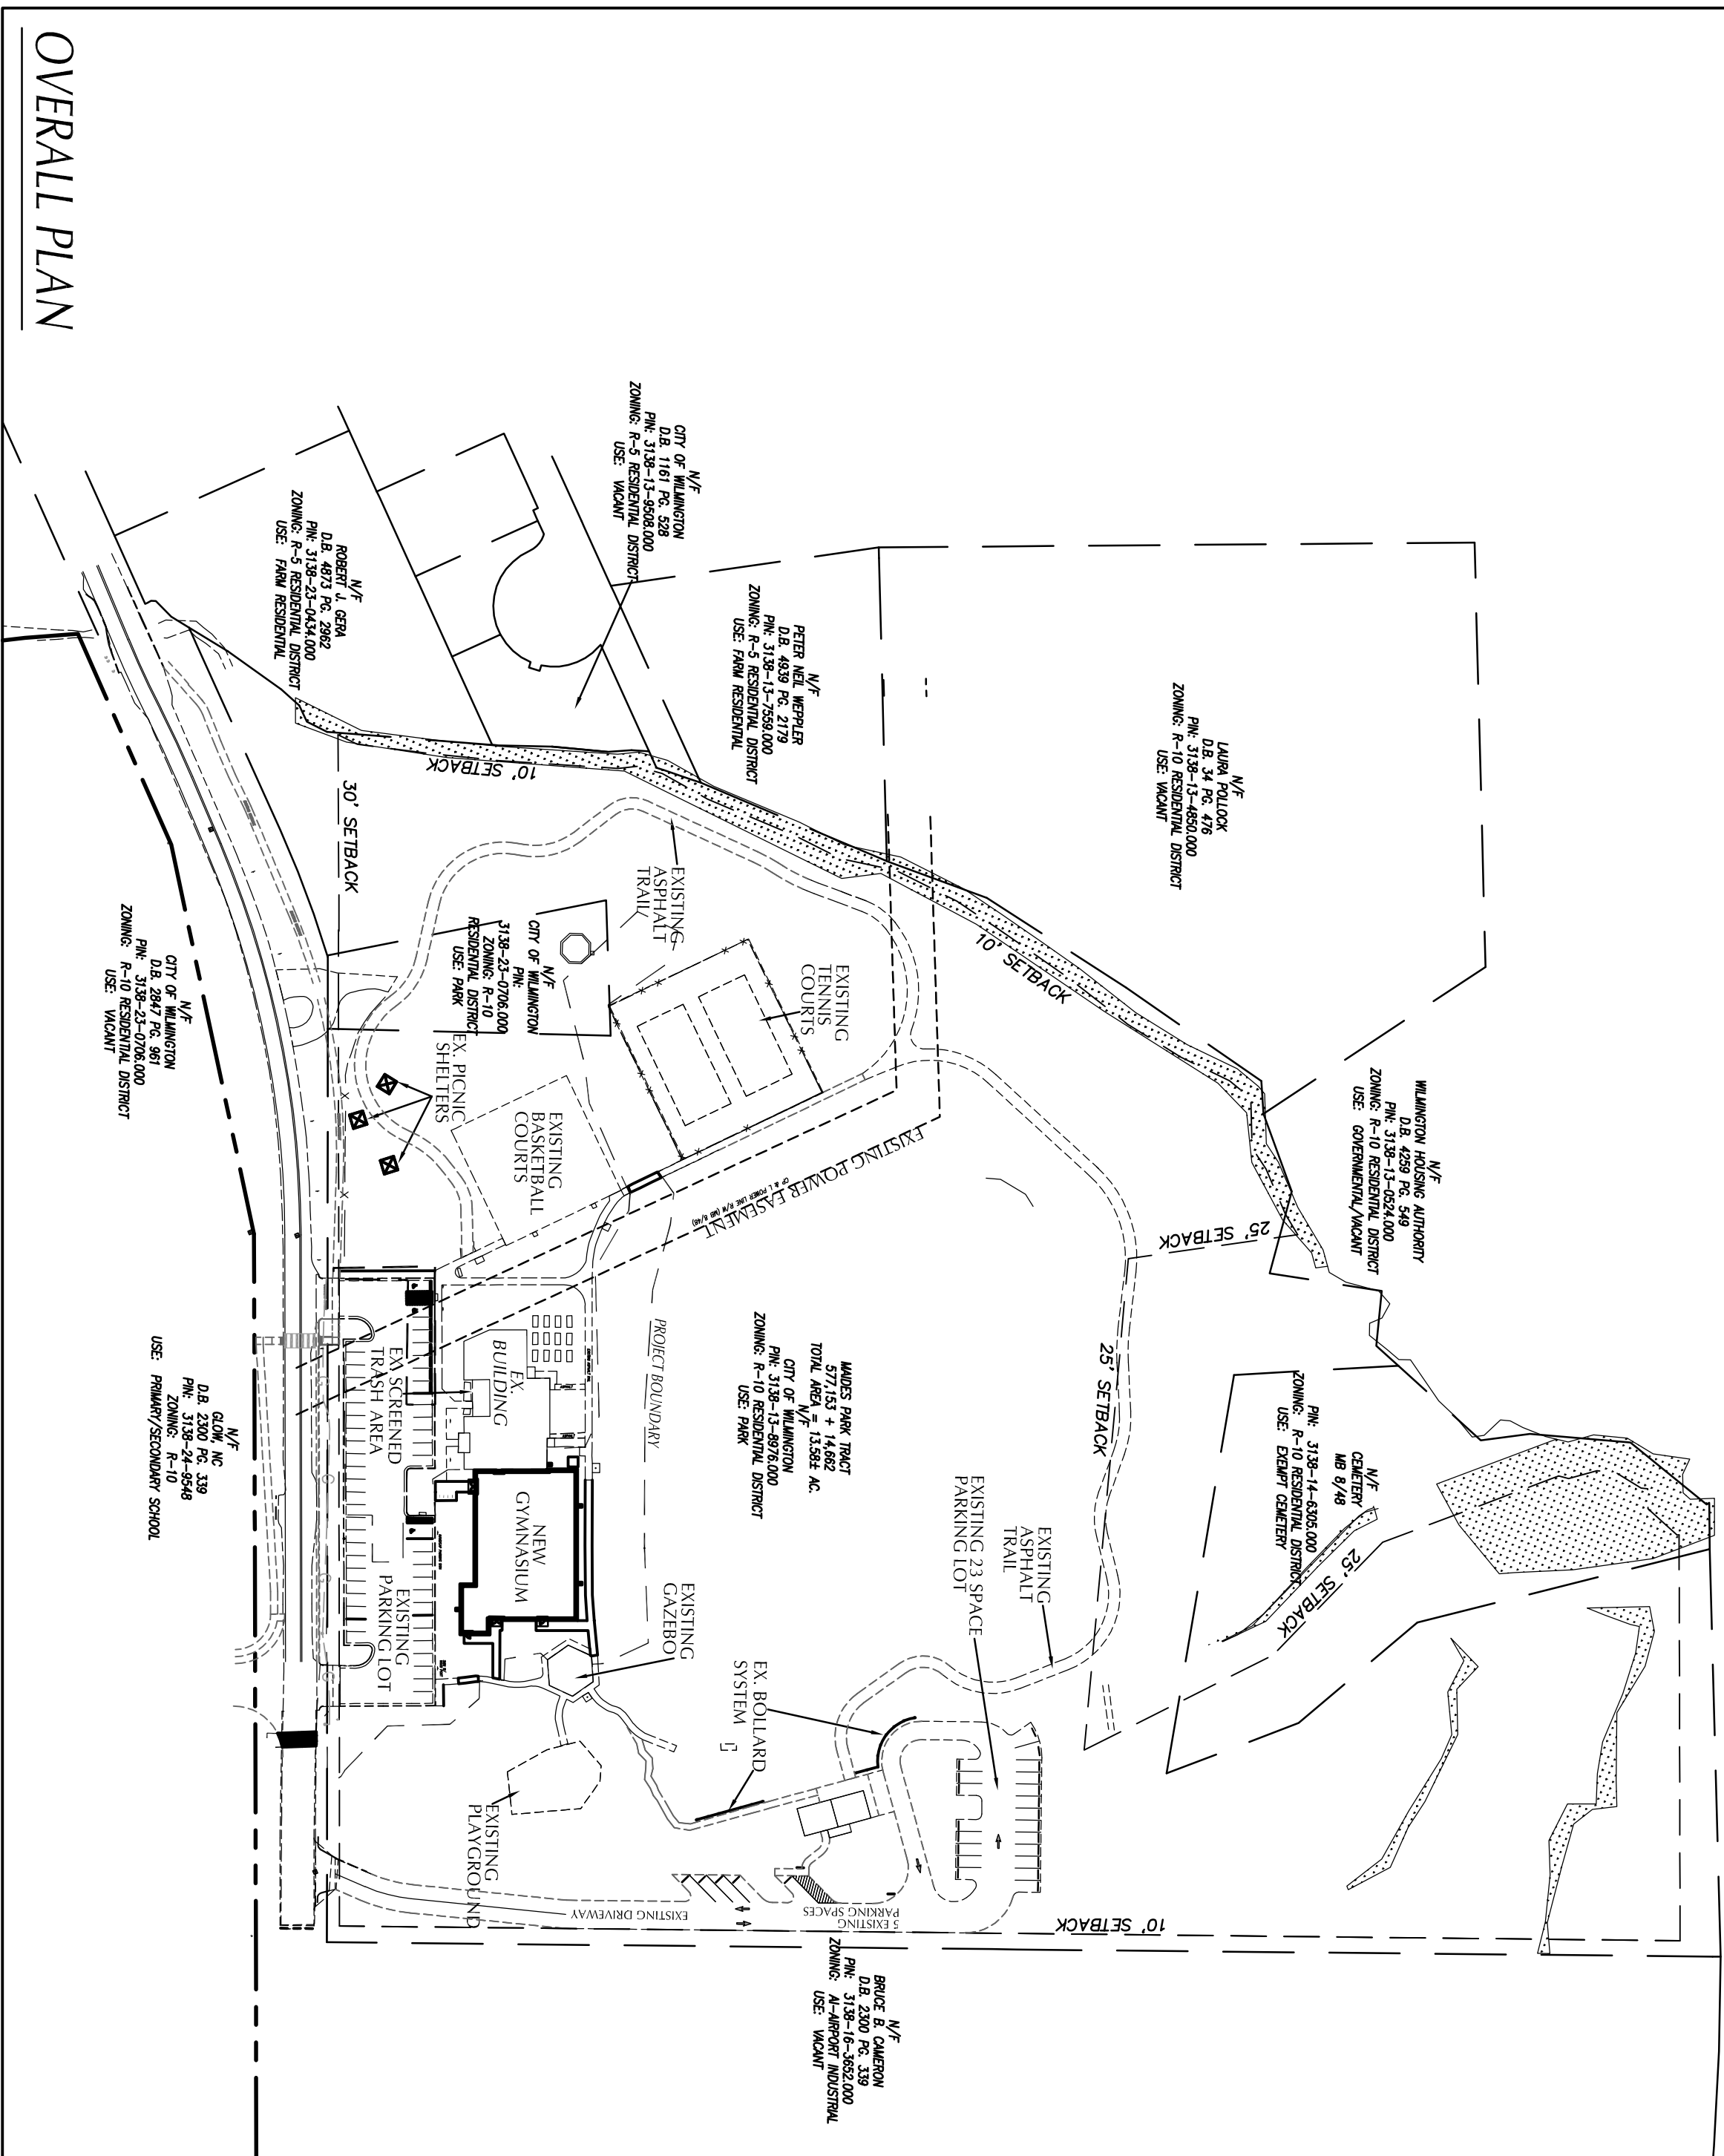 OVERALL PLAN
N/F
LAURA POLLOCK
D.B. 34 PG. 476
PIN: 3138-13-4850.000
ZONING: R-10 RESIDENTIAL DISTRICT
USE: VACANT
N/F
WILMINGTON HOUSING AUTHORITY
D.B. 4259 PG. 549
PIN: 3138-13-0524.000
ZONING: R-10 RESIDENTIAL DISTRICT
USE: GOVERNMENTAL/VACANT
N/F
CEMETERY
MB 8/48
PIN: 3138-14-6305.000
ZONING: R-10 RESIDENTIAL DISTRICT
USE: EXEMPT CEMETERY
25' SETBACK
25' SETBACK
25' SETBACK
10' SETBACK
10' SETBACK
10' SETBACK
30' SETBACK
N/F
CITY OF WILMINGTON
D.B. 1161 PG. 528
PIN: 3138-13-9508.000
ZONING: R-5 RESIDENTIAL DISTRICT
USE: VACANT
N/F
PETER NEIL WEPPLER
D.B. 4939 PG. 2179
PIN: 3138-13-7559.000
ZONING: R-5 RESIDENTIAL DISTRICT
USE: FARM RESIDENTIAL
N/F
ROBERT J. GERA
D.B. 4873 PG. 2962
PIN: 3138-23-0434.000
ZONING: R-5 RESIDENTIAL DISTRICT
USE: FARM RESIDENTIAL
EXISTING
ASPHALT
TRAIL
EXISTING
TENNIS
COURTS
N/F
CITY OF WILMINGTON
PIN:
3138-23-0706.000
ZONING: R-10
RESIDENTIAL DISTRICT
USE: PARK
EX. PICNIC
SHELTERS
EXISTING
BASKETBALL
COURTS
EXISTING POWER EASEMENT
CP & L POWER LINE R/W (MB 8/48)
PROJECT BOUNDARY
MAIDES PARK TRACT
577,153 + 14,662
TOTAL AREA = 13.58± AC.
N/F
CITY OF WILMINGTON
PIN: 3138-13-8976.000
ZONING: R-10 RESIDENTIAL DISTRICT
USE: PARK
EXISTING
ASPHALT
TRAIL
EXISTING 23 SPACE
PARKING LOT
EX.
BUILDING
NEW
GYMNASIUM
EX. SCREENED
TRASH AREA
EXISTING
PARKING LOT
EXISTING
GAZEBO
EX. BOLLARD
SYSTEM
EXISTING
PLAYGROUND
EXISTING DRIVEWAY
5 EXISTING
PARKING SPACES
N/F
CITY OF WILMINGTON
D.B. 2847 PG. 961
PIN: 3138-23-0706.000
ZONING: R-10 RESIDENTIAL DISTRICT
USE: VACANT
N/F
GLOW, NC
D.B. 2300 PG. 339
PIN: 3138-24-9548
ZONING: R-10
USE: PRIMARY/SECONDARY SCHOOL
N/F
BRUCE B. CAMERON
D.B. 2300 PG. 339
PIN: 3138-16-3652.000
ZONING: AI-AIRPORT INDUSTRIAL
USE: VACANT